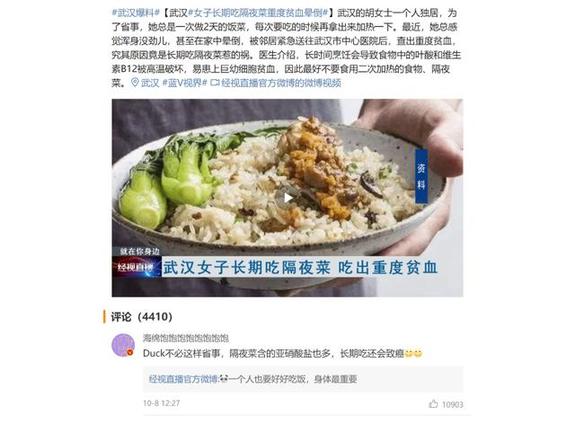 #武汉爆料#【武汉#女子长期吃隔夜菜重度贫血晕倒#】武汉的胡女士一个人独居，为
了省事，她总是一次做2天的饭菜，每次要吃的时候再拿出来加热一下。最近，她总感
觉浑身没劲儿，甚至在家中晕倒，被邻居紧急送往武汉市中心医院后，查出重度贫血，
究其原因竟是长期吃隔夜菜惹的祸。医生介绍，长时间烹饪会导致食物中的叶酸和维生
素B12被高温破坏，易患上巨幼细胞贫血，因此最好不要食用二次加热的食物、隔夜
菜。武汉 #蓝V视界# 经视直播官方微博的微博视频
资料
就在你身边
经视直播
武汉女子长期吃隔夜菜 吃出重度贫血
评论（4410）
海绵饱饱饱饱饱饱饱饱
Duck不必这样省事，隔夜菜含的亚硝酸盐也多，长期吃还会致癌
经视直播官方微博:一个人也要好好吃饭，身体最重要
10-8 12:27
10903